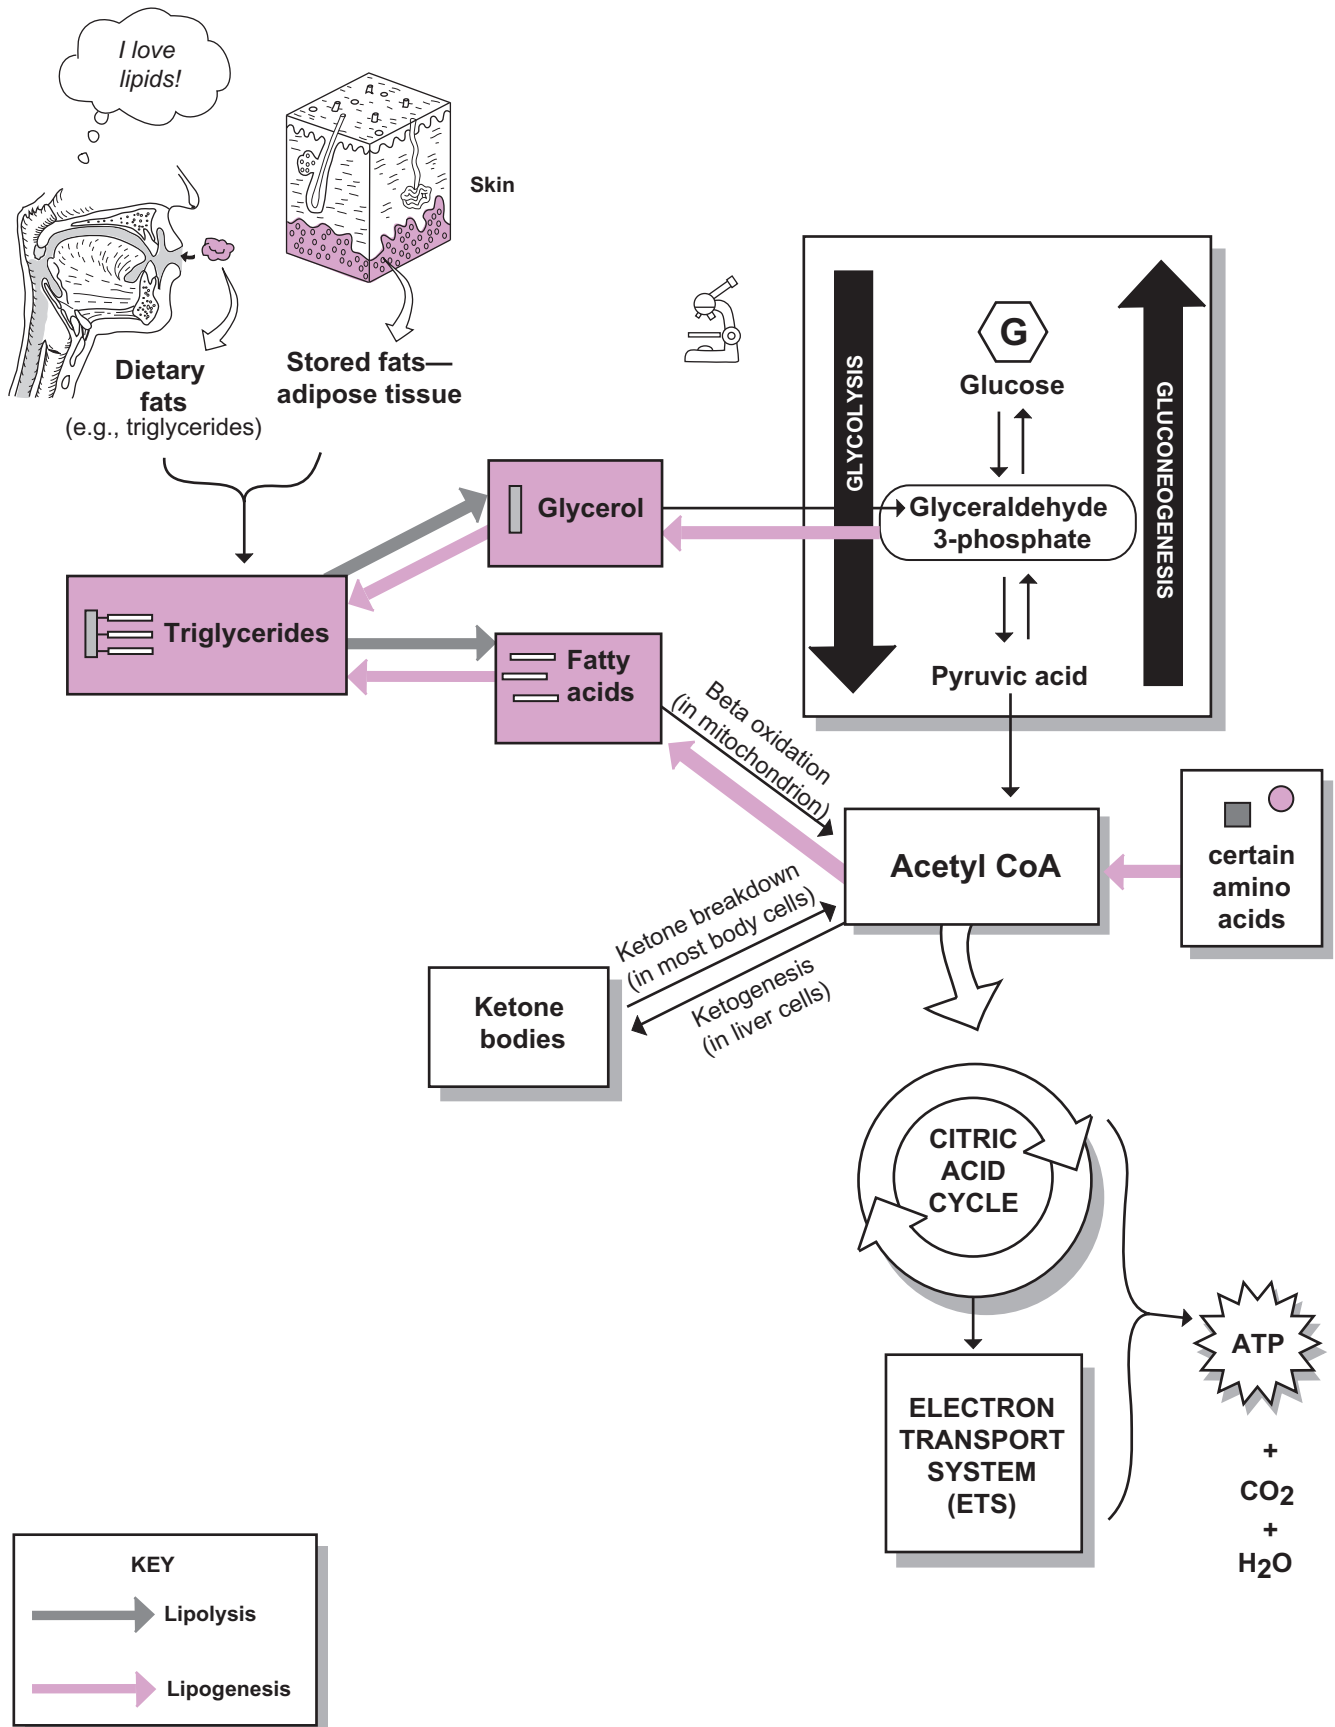 I love
lipids!
Skin
Dietary
fats
(e.g., triglycerides)
Stored fats—
adipose tissue
GLYCOLYSIS
G
Glucose
GLUCONEOGENESIS
Glycerol
Glyceraldehyde
3-phosphate
Triglycerides
Fatty
acids
Pyruvic acid
Beta oxidation
(in mitochondrion)
Acetyl CoA
certain
amino
acids
Ketone breakdown
(in most body cells)
Ketogenesis
(in liver cells)
Ketone
bodies
CITRIC
ACID
CYCLE
ATP
ELECTRON
TRANSPORT
SYSTEM
(ETS)
+
CO2
+
H2O
KEY
Lipolysis
Lipogenesis